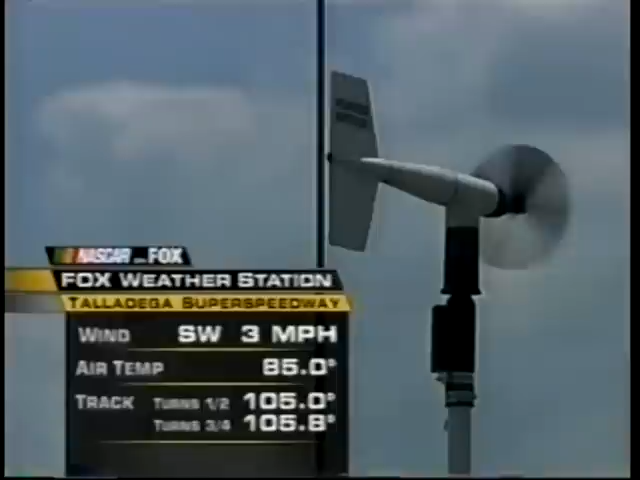 NASCAR ON FOX
FOX WEATHER STATION
TALLADEGA SUPERSPEEDWAY
WIND SW 3 MPH
AIR TEMP 85.0°
TRACK TURNS 1/2 105.0°
TURNS 3/4 105.8°